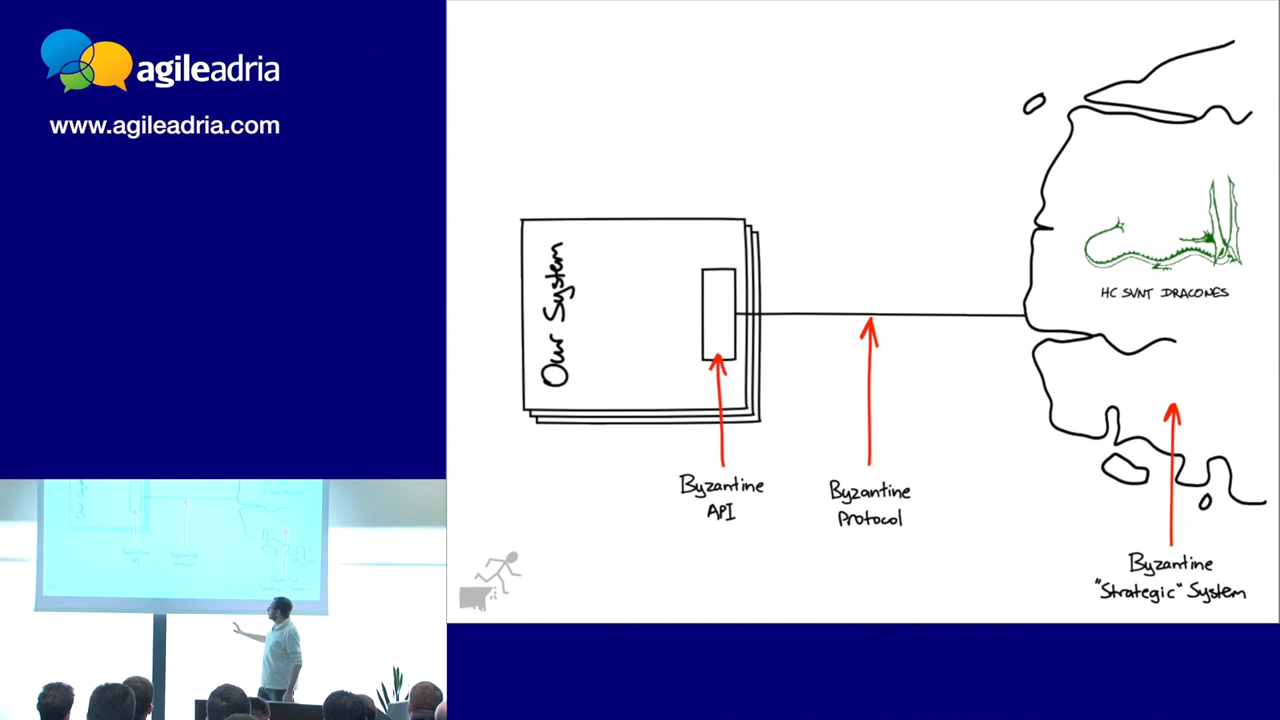 agileadria
www.agileadria.com
Our System
HC SVNT DRACONES
Byzantine
API
Byzantine
Protocol
Byzantine
"Strategic" System